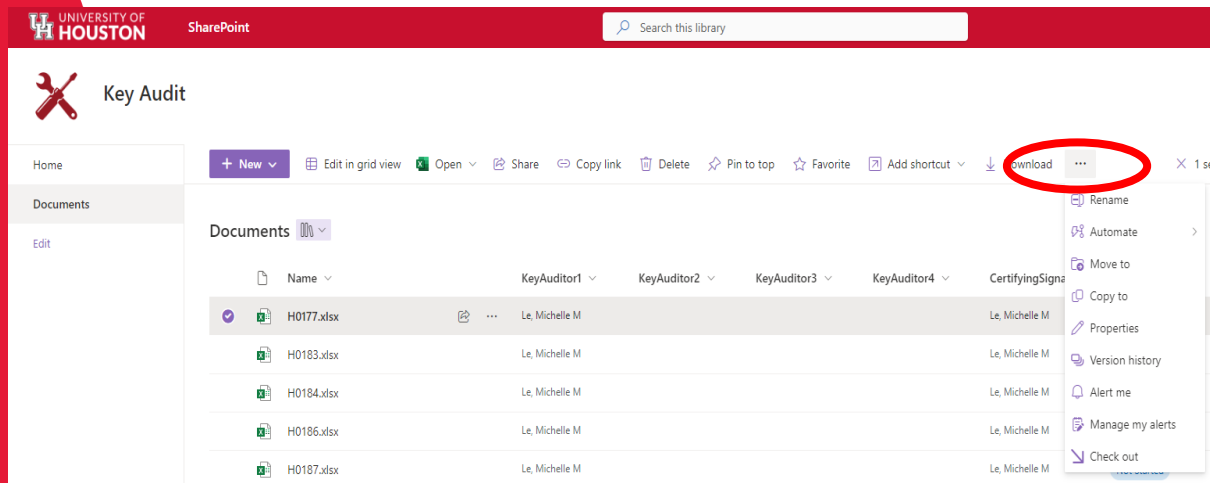 UNIVERSITY OF
HOUSTON
SharePoint
Search this library
Key Audit
Home
Documents
Edit
+ New
Edit in grid view
Open
Share
Copy link
Delete
Pin to top
Favorite
Add shortcut
Download
...
Documents
Name KeyAuditor1 KeyAuditor2 KeyAuditor3 KeyAuditor4
H0177.xlsx ... Le, Michelle M Le, Michelle M
H0183.xlsx Le, Michelle M Le, Michelle M
H0184.xlsx Le, Michelle M Le, Michelle M
H0186.xlsx Le, Michelle M Le, Michelle M
H0187.xlsx Le, Michelle M Le, Michelle M
Rename
Automate
Move to
Copy to
Properties
Version history
Alert me
Manage my alerts
Check out